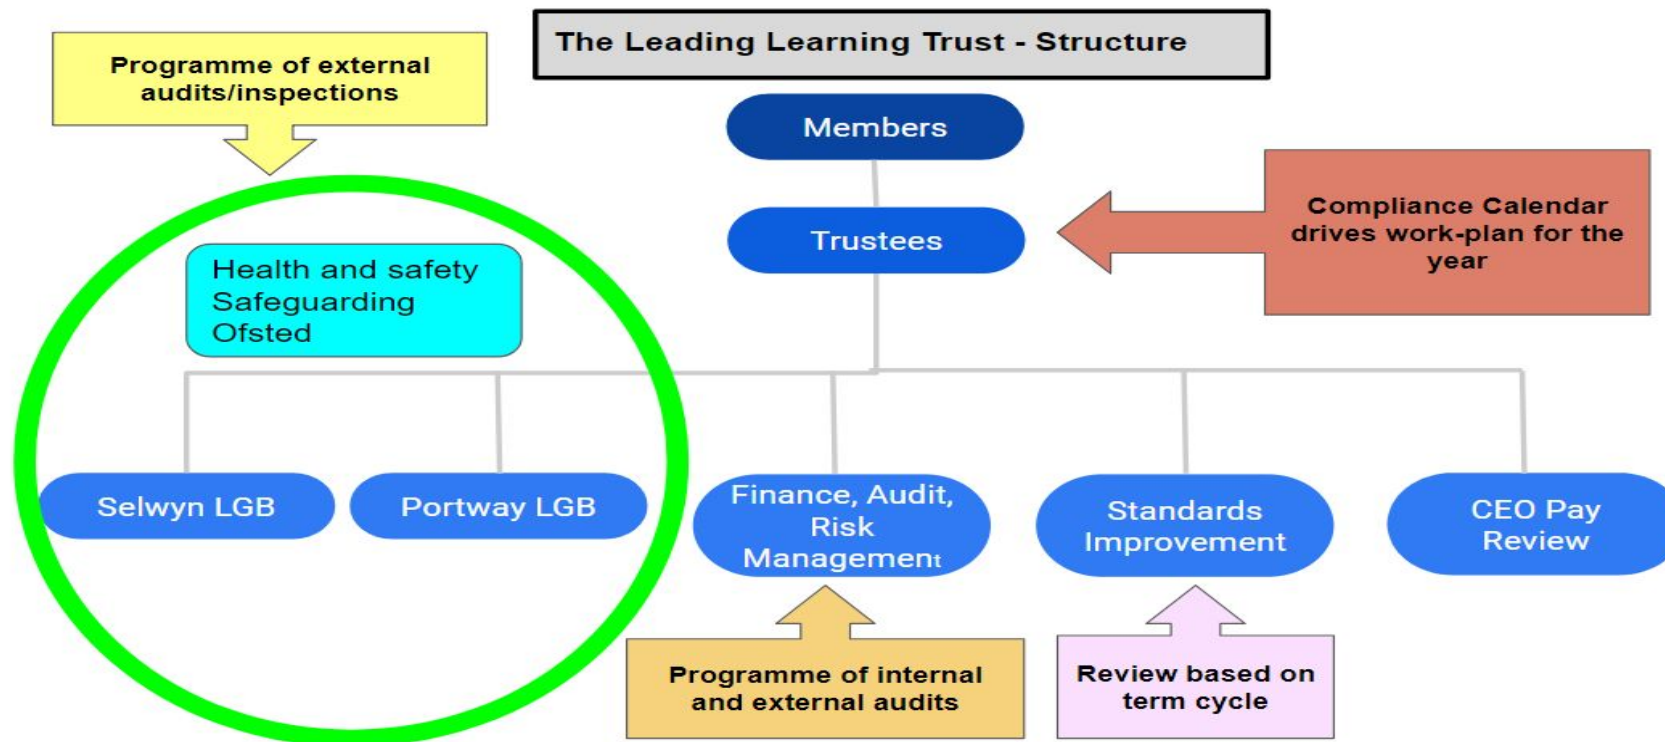 The Leading Learning Trust - Structure
Programme of external
audits/inspections
Members
Trustees
Compliance Calendar
drives work-plan for the
year
Health and safety
Safeguarding
Ofsted
Selwyn LGB
Portway LGB
Finance, Audit,
Risk
Management
Standards
Improvement
CEO Pay
Review
Programme of internal
and external audits
Review based on
term cycle